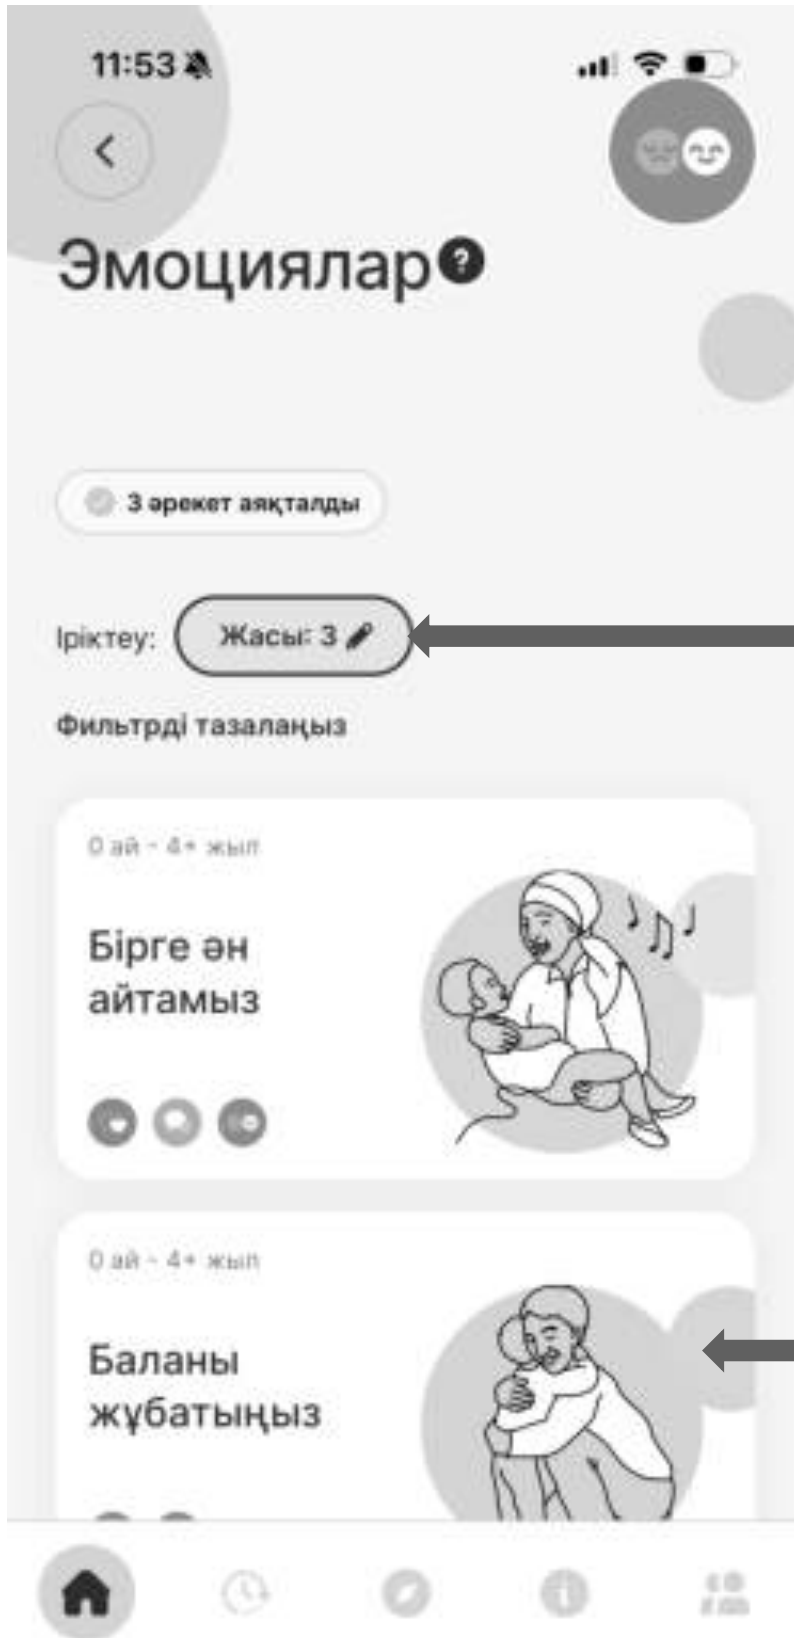 11:53
Эмоциялар?
3 әрекет аяқталды
Іріктеу: Жасы: 3
Фильтрді тазалаңыз
0 ай - 4+ жыл
Бірге ән
айтамыз
0 ай - 4+ жыл
Баланы
жұбатыңыз